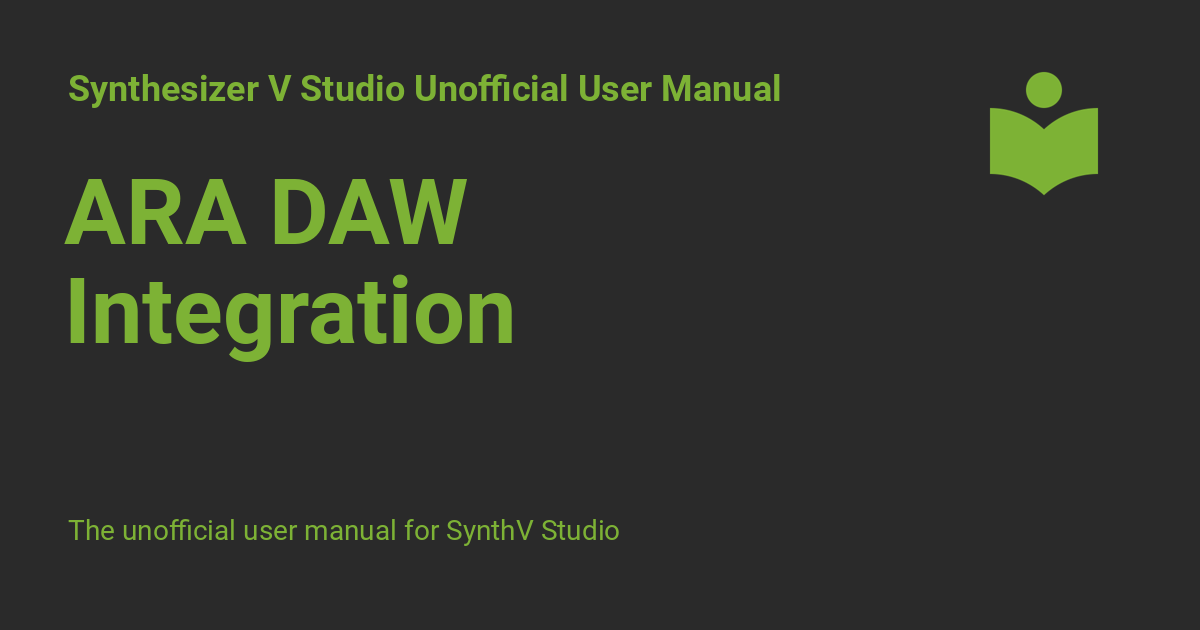 Synthesizer V Studio Unofficial User Manual
ARA DAW
Integration
The unofficial user manual for SynthV Studio